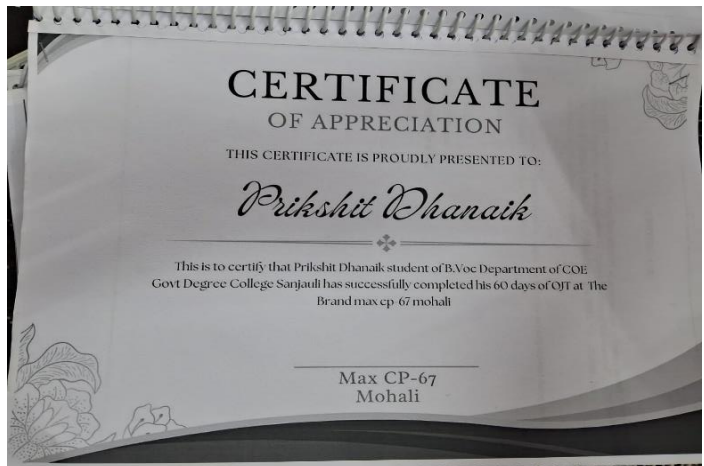 CERTIFICATE
OF APPRECIATION
THIS CERTIFICATE IS PROUDLY PRESENTED TO:
Prikshit Dhanaik
This is to certify that Prikshit Dhanaik student of B.Voc Department of COE
Govt Degree College Sanjauli has successfully completed his 60 days of OJT at The
Brand max cp-67 mohali
Max CP-67
Mohali